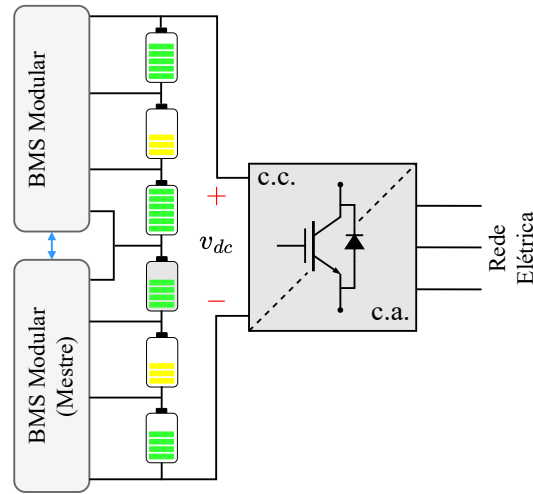 BMS Modular
c.c.
+
v_dc
−
Rede
Elétrica
BMS Modular
(Mestre)
c.a.